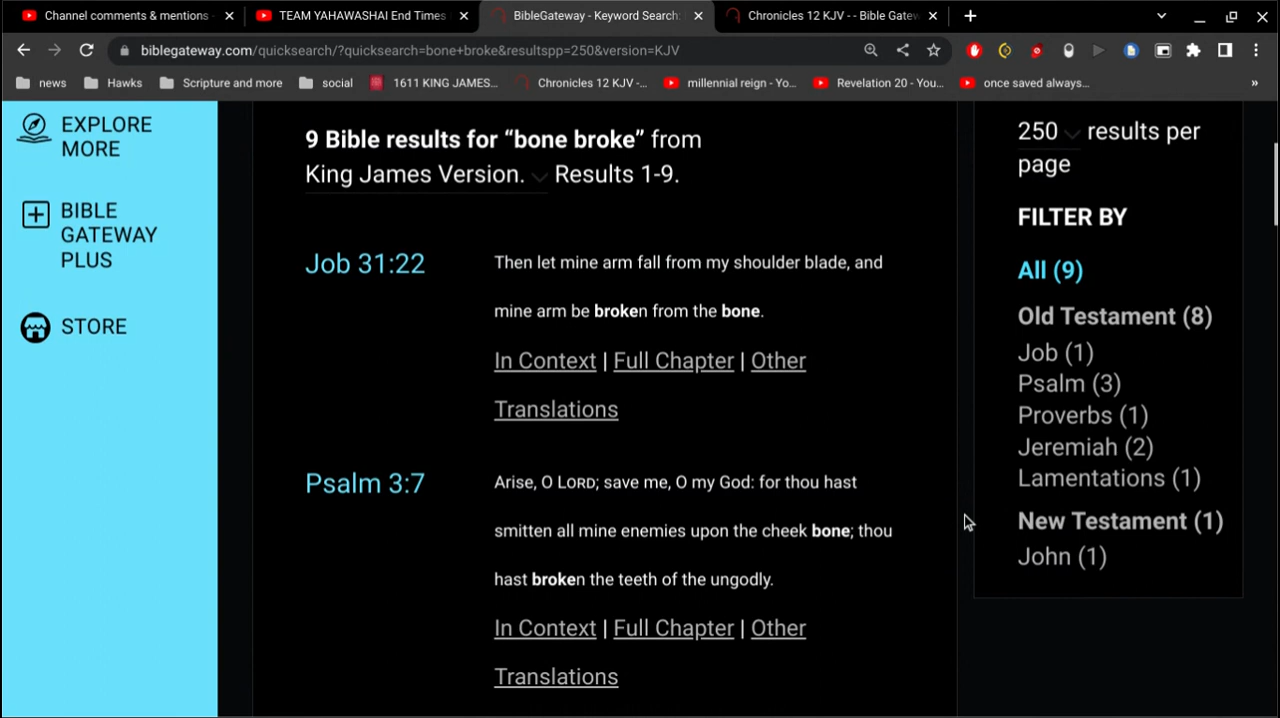 Channel comments & mentions -
TEAM YAHAWASHAI End Times
BibleGateway - Keyword Search:
Chronicles 12 KJV - - Bible Gatew
biblegateway.com/quicksearch/?quicksearch=bone+broke&resultspp=250&version=KJV
news
Hawks
Scripture and more
social
1611 KING JAMES...
Chronicles 12 KJV -...
millennial reign - Yo...
Revelation 20 - You...
once saved always...
»
EXPLORE
MORE
BIBLE
GATEWAY
PLUS
STORE
9 Bible results for “bone broke” from
King James Version. Results 1-9.
Job 31:22
Then let mine arm fall from my shoulder blade, and
mine arm be broken from the bone.
In Context | Full Chapter | Other
Translations
Psalm 3:7
Arise, O LORD; save me, O my God: for thou hast
smitten all mine enemies upon the cheek bone; thou
hast broken the teeth of the ungodly.
In Context | Full Chapter | Other
Translations
250 results per
page
FILTER BY
All (9)
Old Testament (8)
Job (1)
Psalm (3)
Proverbs (1)
Jeremiah (2)
Lamentations (1)
New Testament (1)
John (1)